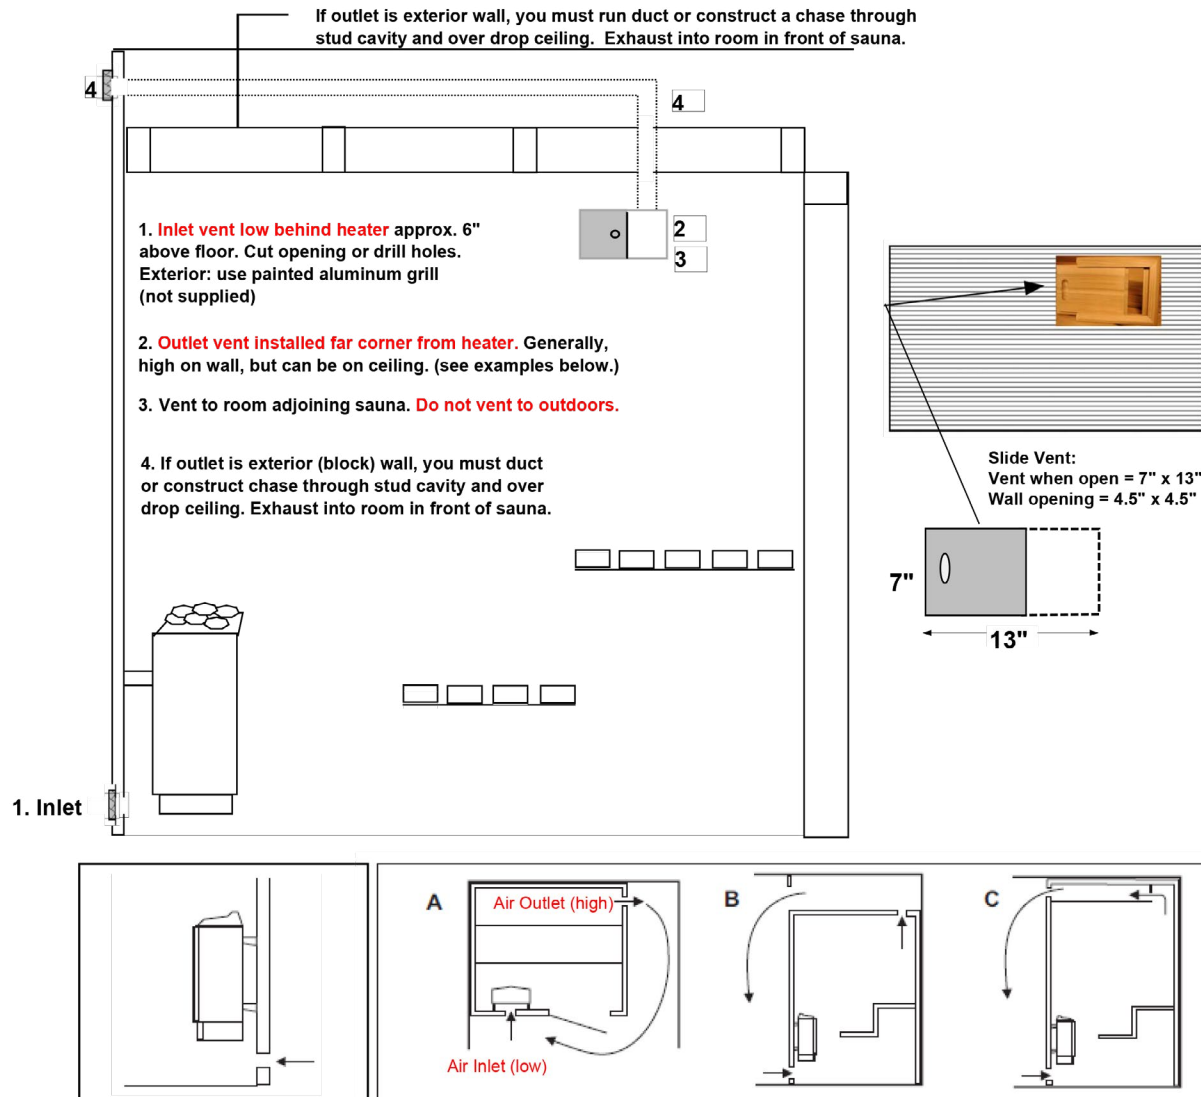 If outlet is exterior wall, you must run duct or construct a chase through
stud cavity and over drop ceiling.  Exhaust into room in front of sauna.
4
4
1. Inlet vent low behind heater approx. 6"
above floor. Cut opening or drill holes.
Exterior: use painted aluminum grill
(not supplied)
2
3
2. Outlet vent installed far corner from heater. Generally,
high on wall, but can be on ceiling. (see examples below.)
3. Vent to room adjoining sauna. Do not vent to outdoors.
4. If outlet is exterior (block) wall, you must duct
or construct chase through stud cavity and over
drop ceiling. Exhaust into room in front of sauna.
Slide Vent:
Vent when open = 7" x 13"
Wall opening = 4.5" x 4.5"
7"
13"
1. Inlet
A
Air Outlet (high)
Air Inlet (low)
B
C